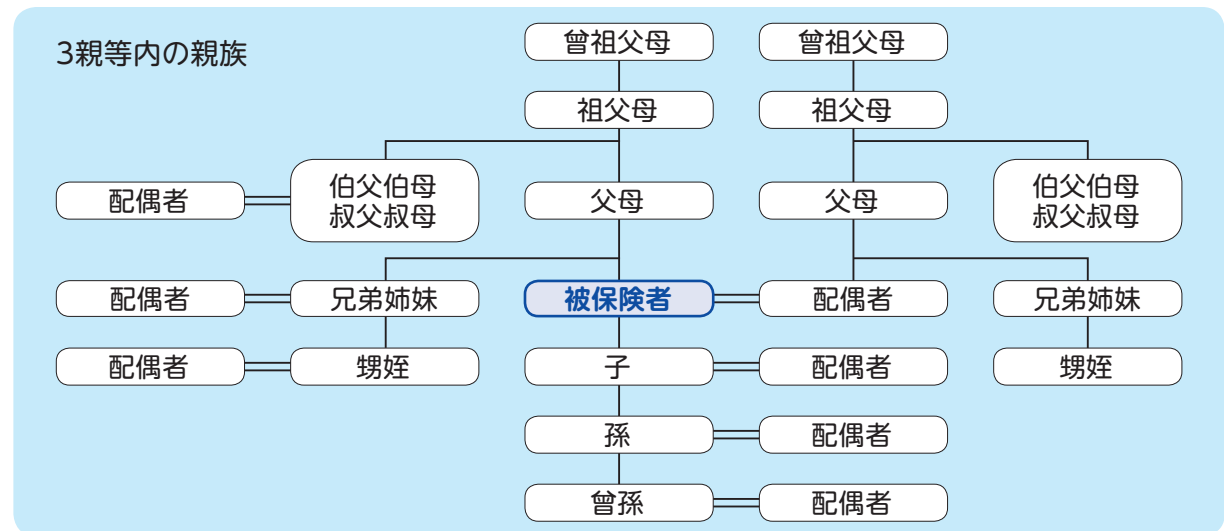 3親等内の親族
曾祖父母
曾祖父母
祖父母
祖父母
配偶者
伯父伯母
叔父叔母
父母
父母
伯父伯母
叔父叔母
配偶者
兄弟姉妹
被保険者
配偶者
兄弟姉妹
配偶者
甥姪
子
配偶者
甥姪
孫
配偶者
曾孫
配偶者